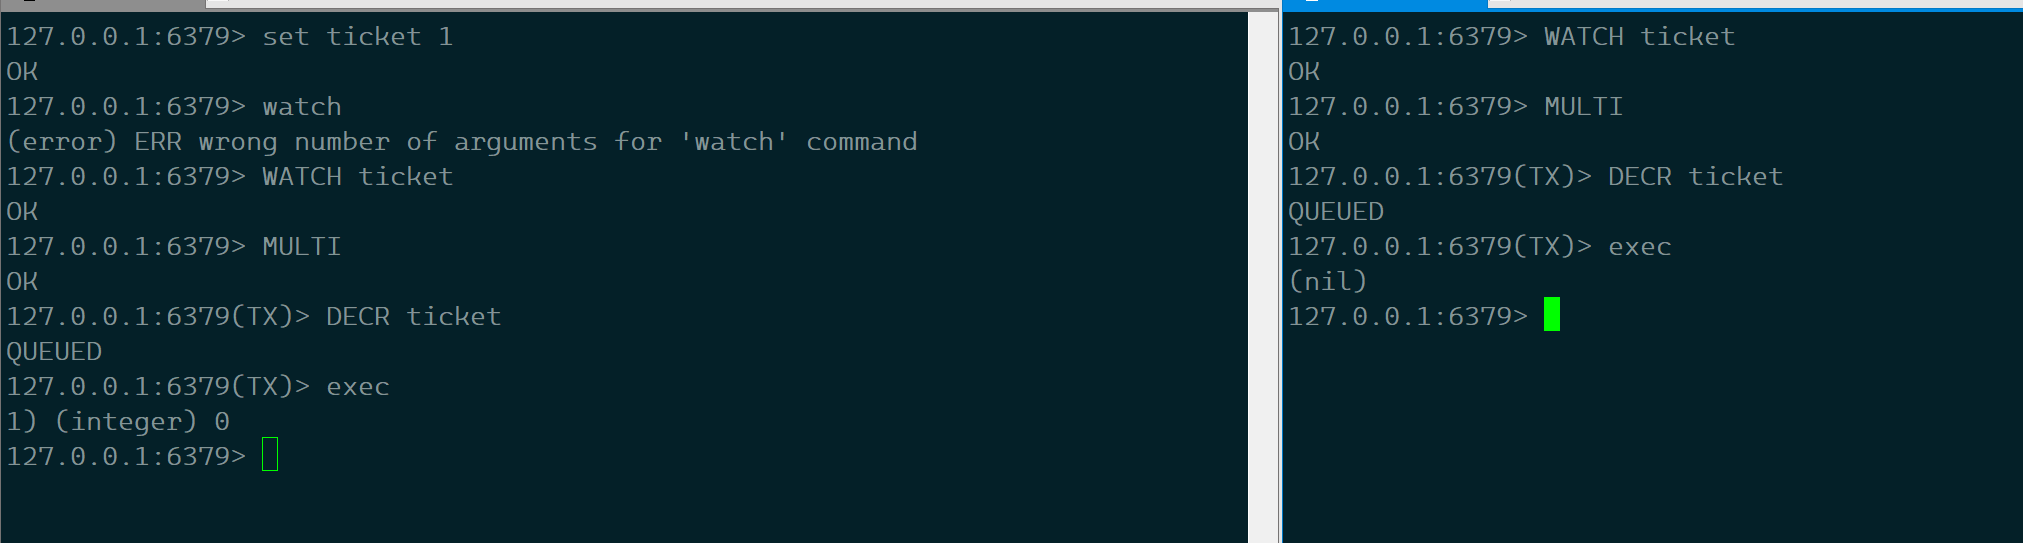 127.0.0.1:6379> set ticket 1
OK
127.0.0.1:6379> watch
(error) ERR wrong number of arguments for 'watch' command
127.0.0.1:6379> WATCH ticket
OK
127.0.0.1:6379> MULTI
OK
127.0.0.1:6379(TX)> DECR ticket
QUEUED
127.0.0.1:6379(TX)> exec
1) (integer) 0
127.0.0.1:6379>
127.0.0.1:6379> WATCH ticket
OK
127.0.0.1:6379> MULTI
OK
127.0.0.1:6379(TX)> DECR ticket
QUEUED
127.0.0.1:6379(TX)> exec
(nil)
127.0.0.1:6379>